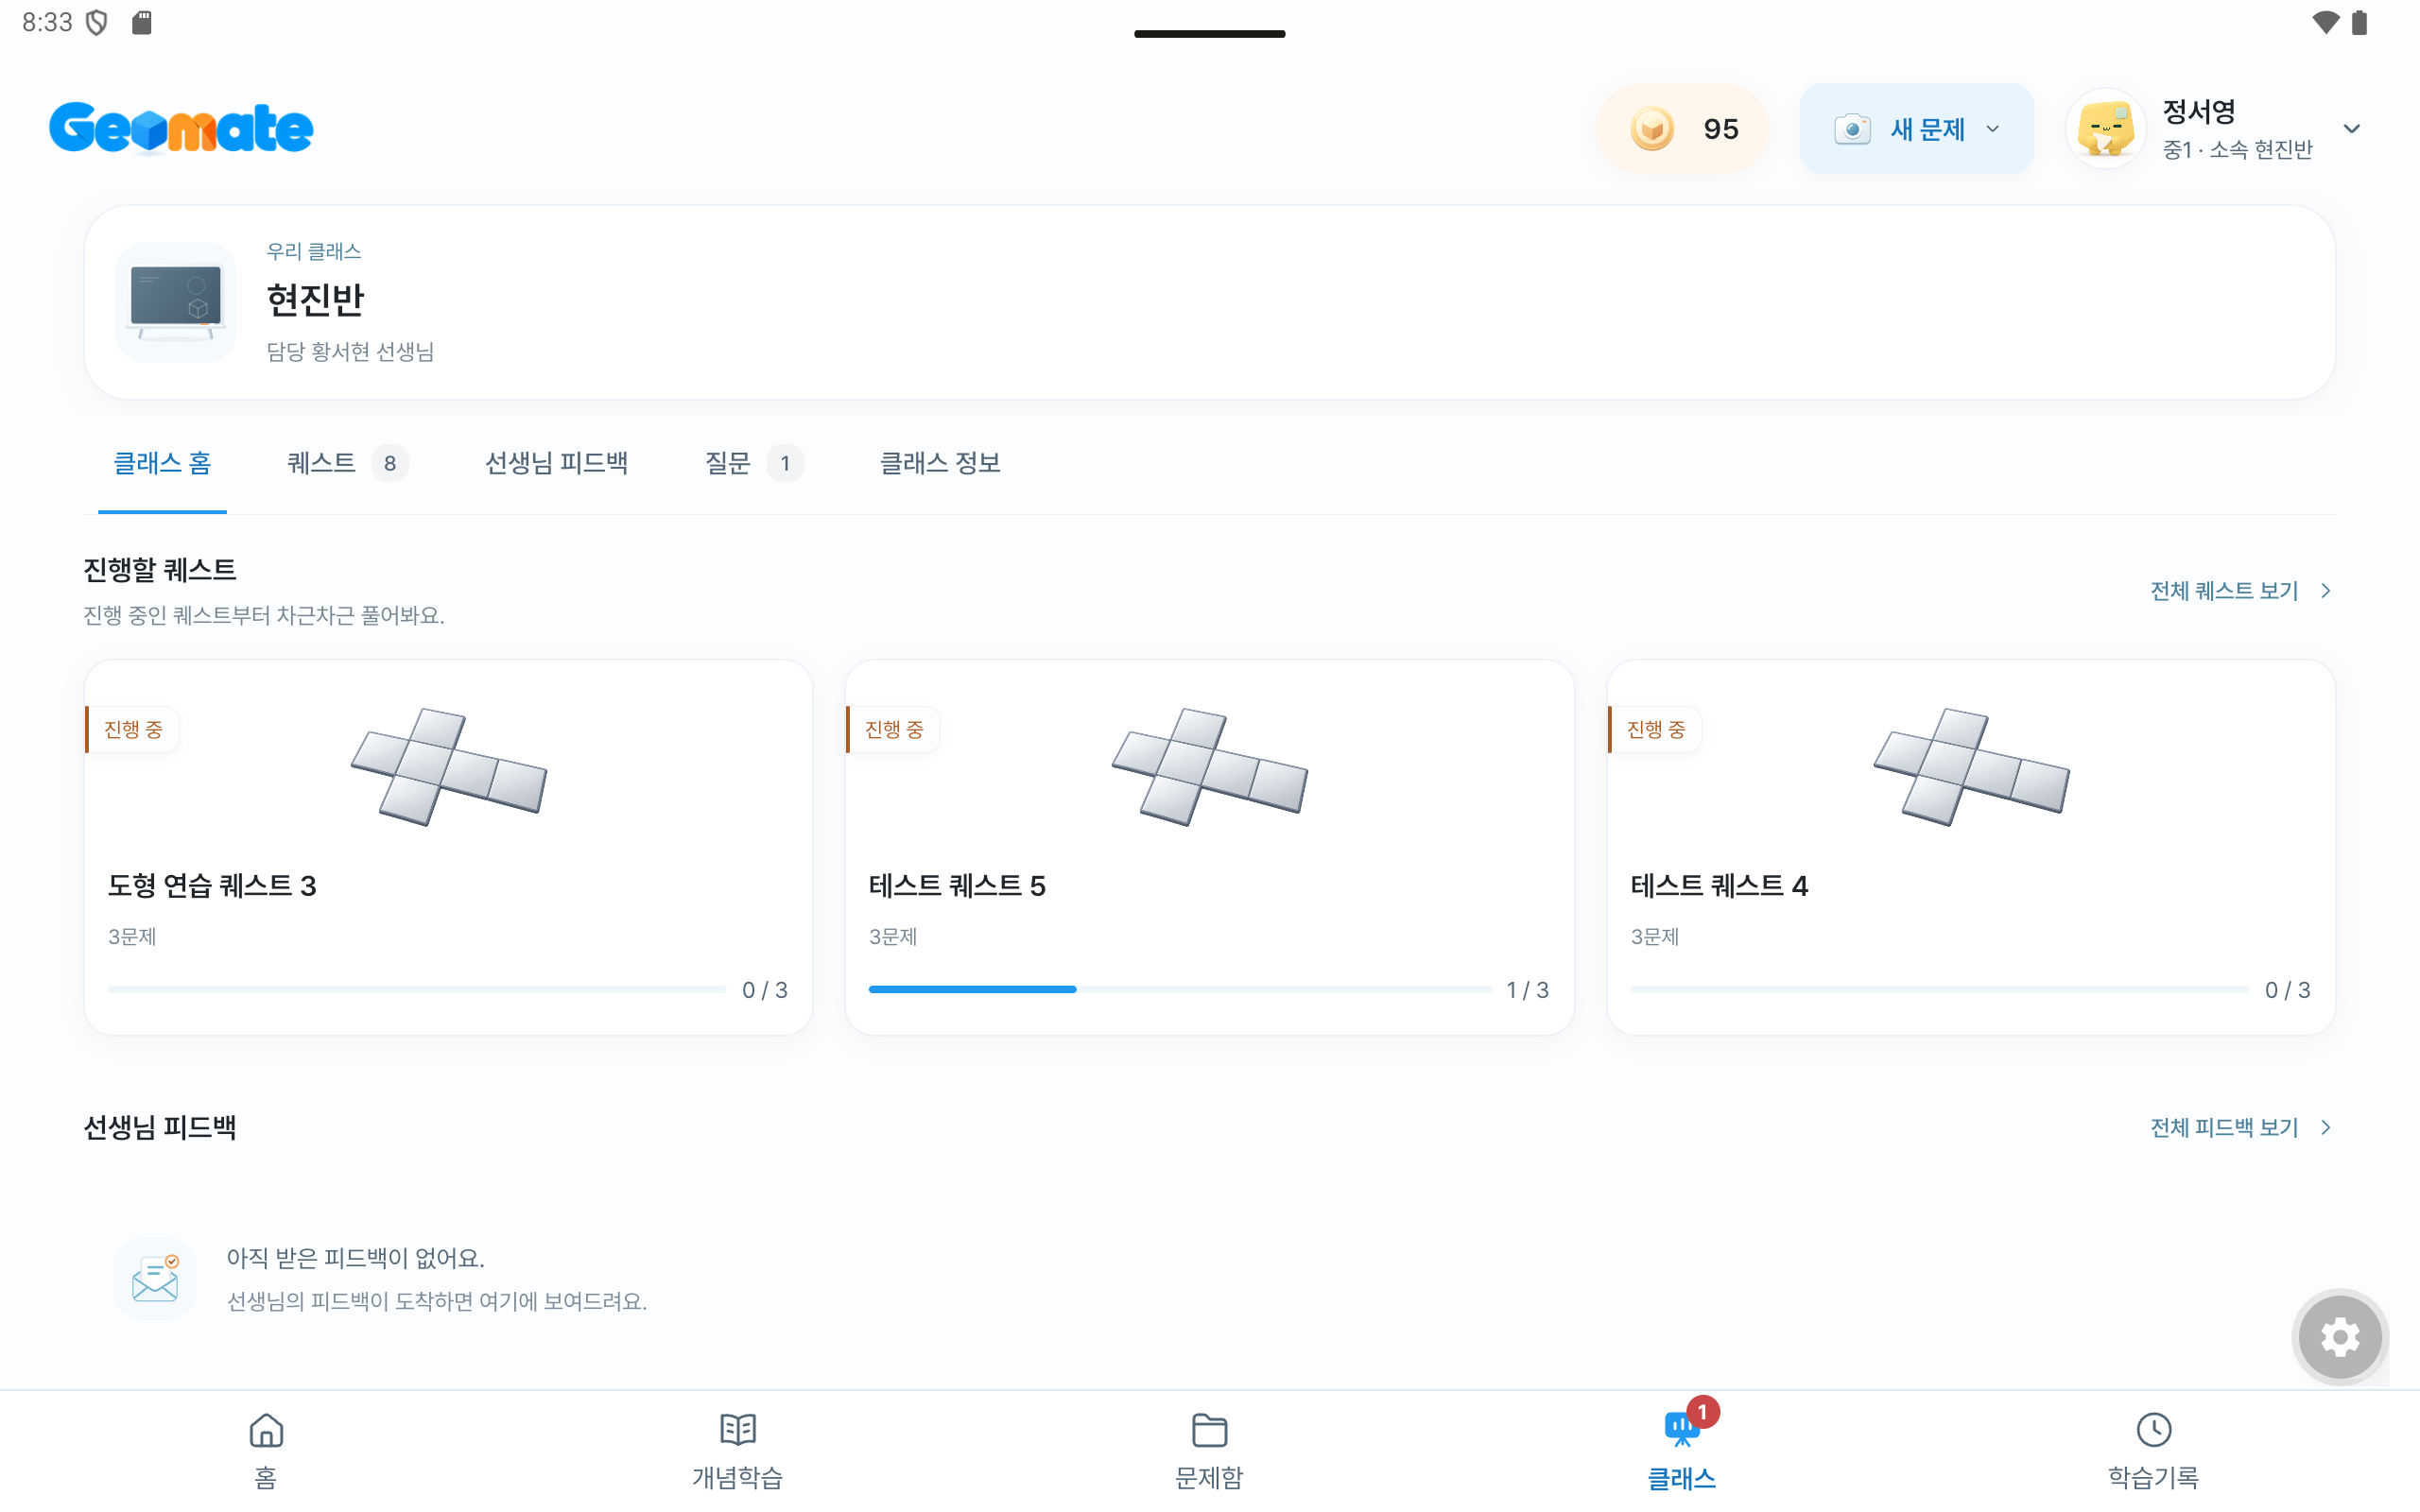 8:33
Geomate
95
새 문제
정서영
중1 · 소속 현진반
우리 클래스
현진반
담당 황서현 선생님
클래스 홈
퀘스트 8
선생님 피드백
질문 1
클래스 정보
진행할 퀘스트
진행 중인 퀘스트부터 차근차근 풀어봐요.
전체 퀘스트 보기
진행 중
도형 연습 퀘스트 3
3문제
0 / 3
진행 중
테스트 퀘스트 5
3문제
1 / 3
진행 중
테스트 퀘스트 4
3문제
0 / 3
선생님 피드백
전체 피드백 보기
아직 받은 피드백이 없어요.
선생님의 피드백이 도착하면 여기에 보여드려요.
홈
개념학습
문제함
1
클래스
학습기록